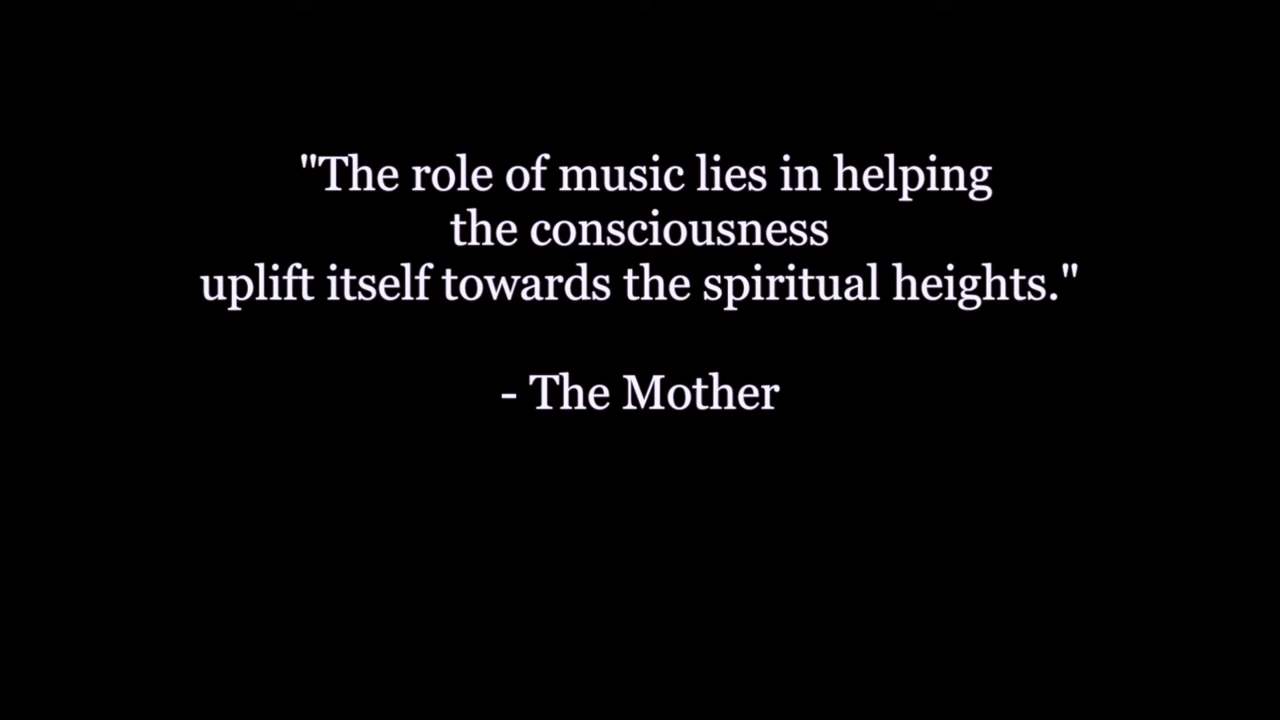 "The role of music lies in helping
the consciousness
uplift itself towards the spiritual heights."
- The Mother